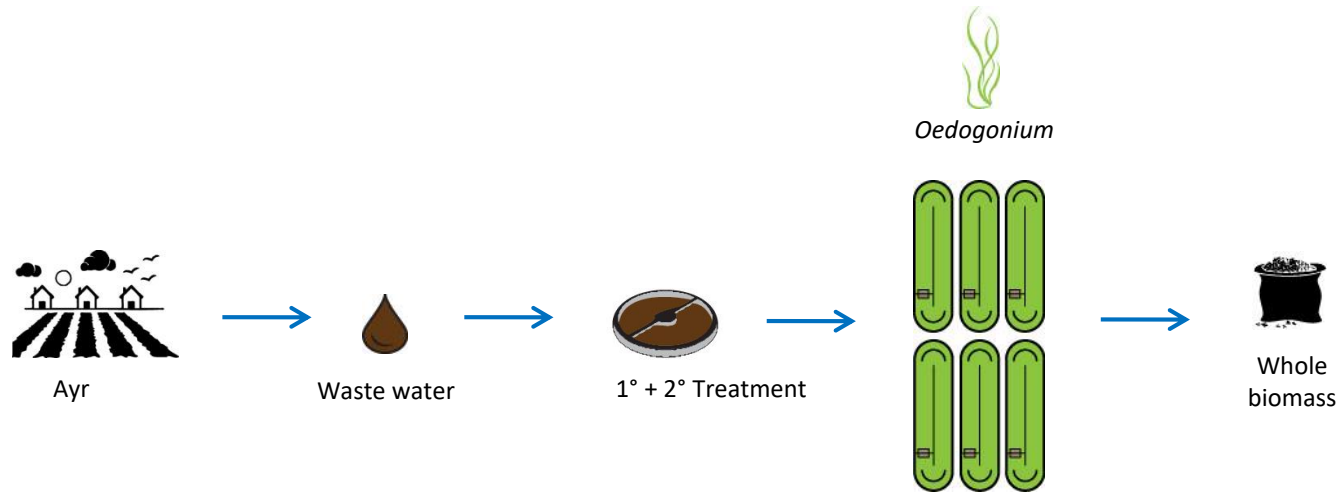 Oedogonium
Ayr
Waste water
1° + 2° Treatment
Whole
biomass